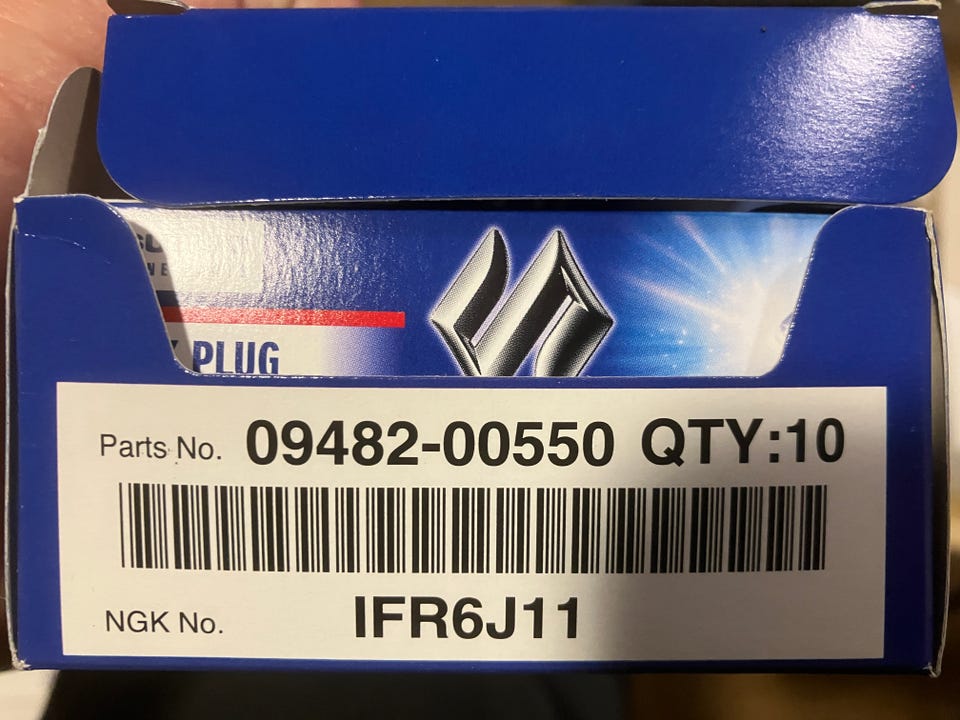 PLUG
Parts No. 09482-00550 QTY:10
NGK No. IFR6J11